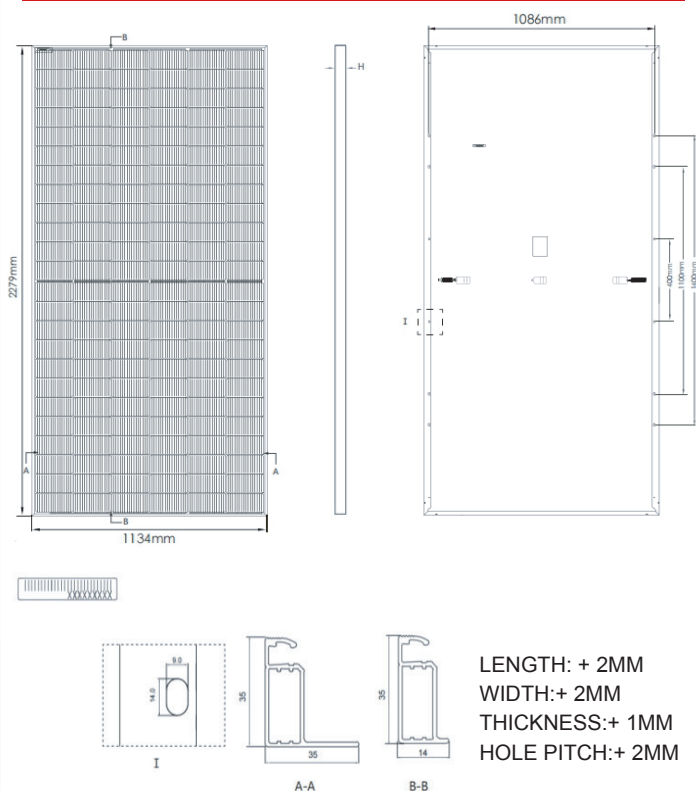 1086mm
B
H
2279mm
400mm
1100mm
1400mm
I
A
A
B
1134mm
9.0
14.0
35
35
35
14
I
A-A
B-B
LENGTH: + 2MM
WIDTH:+ 2MM
THICKNESS:+ 1MM
HOLE PITCH:+ 2MM